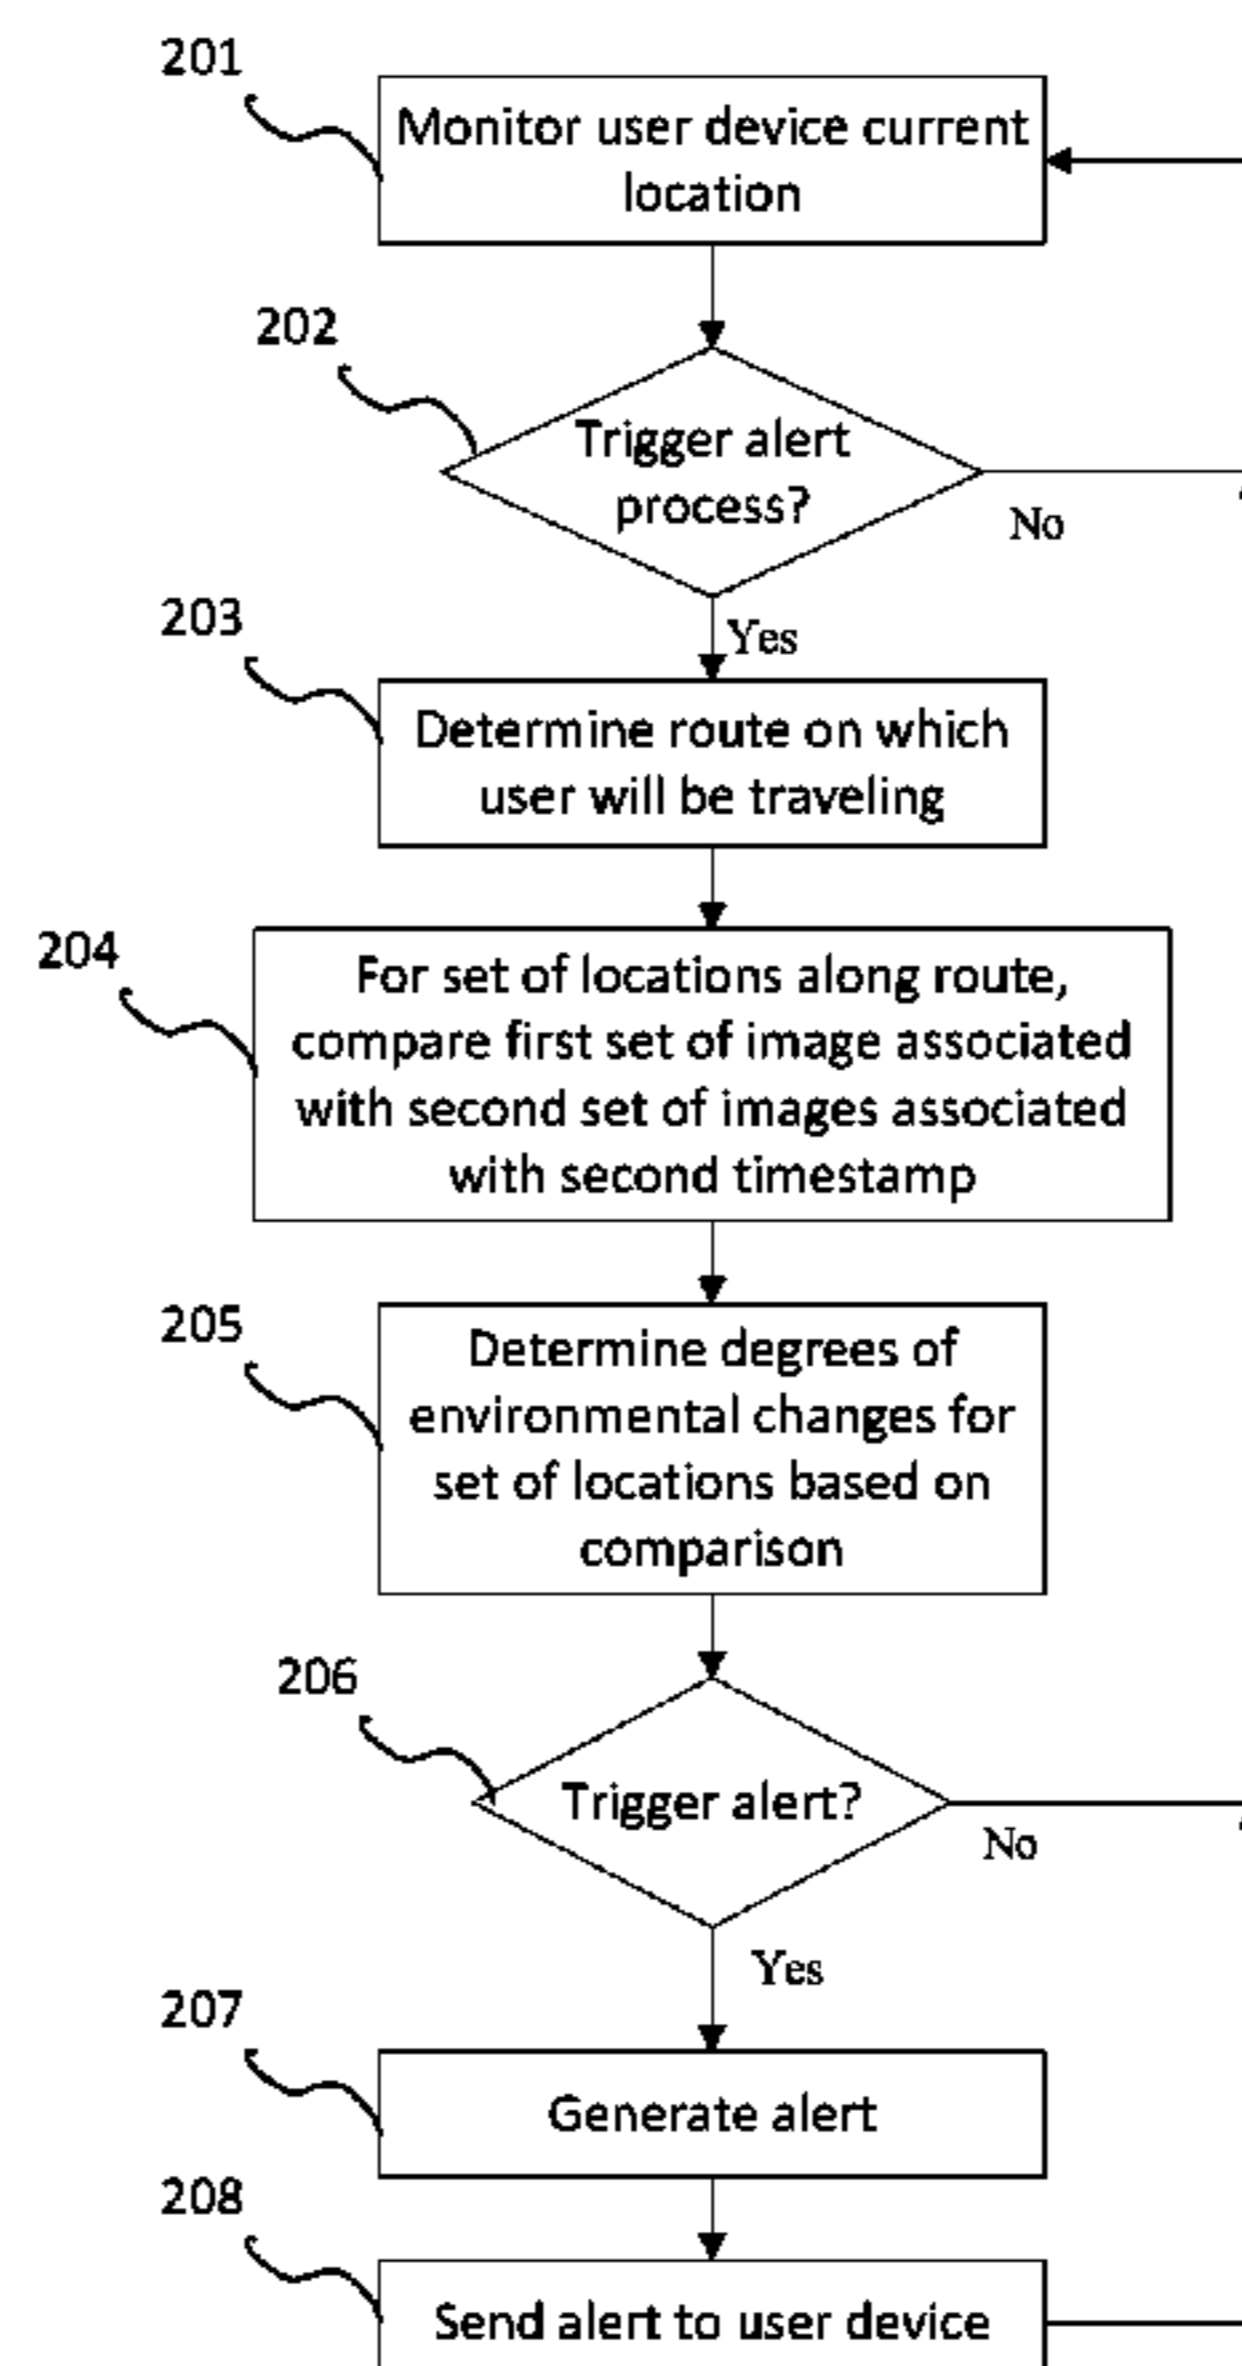 201
Monitor user device current
location
202
Trigger alert
process?
No
Yes
203
Determine route on which
user will be traveling
204
For set of locations along route,
compare first set of image associated
with second set of images associated
with second timestamp
205
Determine degrees of
environmental changes for
set of locations based on
comparison
206
Trigger alert?
No
Yes
207
Generate alert
208
Send alert to user device